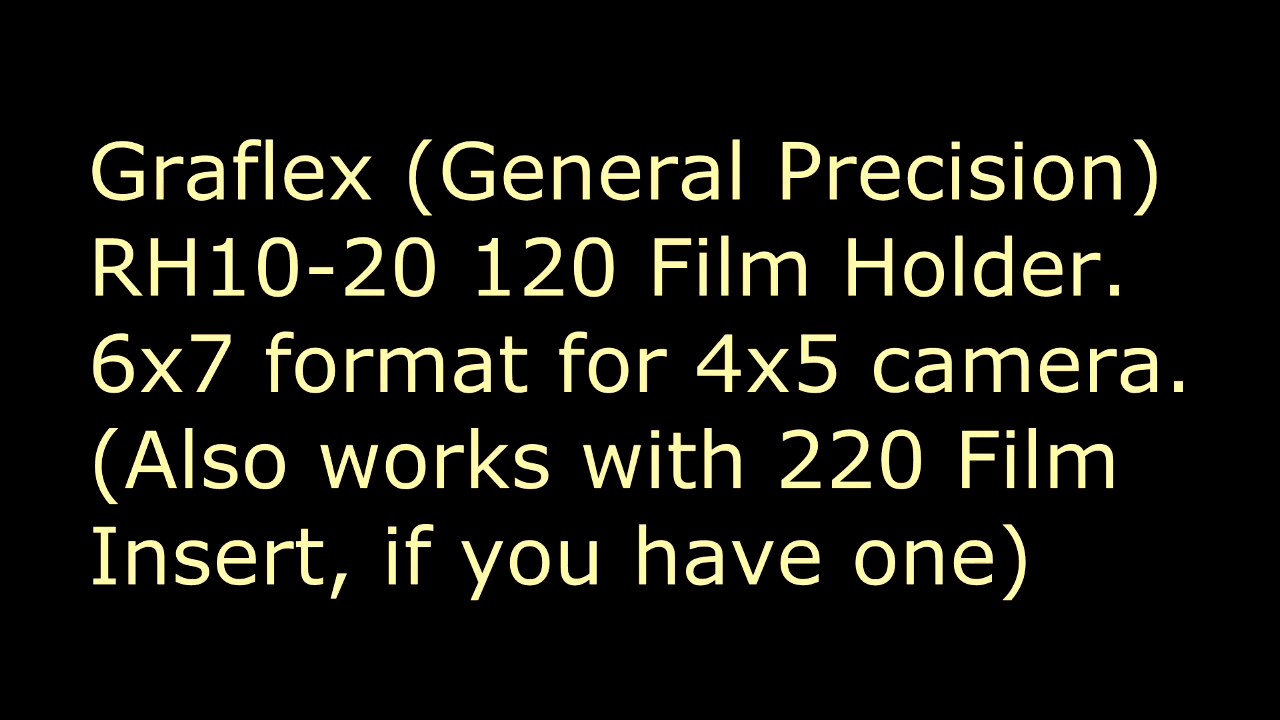 Graflex (General Precision)
RH10-20 120 Film Holder.
6x7 format for 4x5 camera.
(Also works with 220 Film
Insert, if you have one)